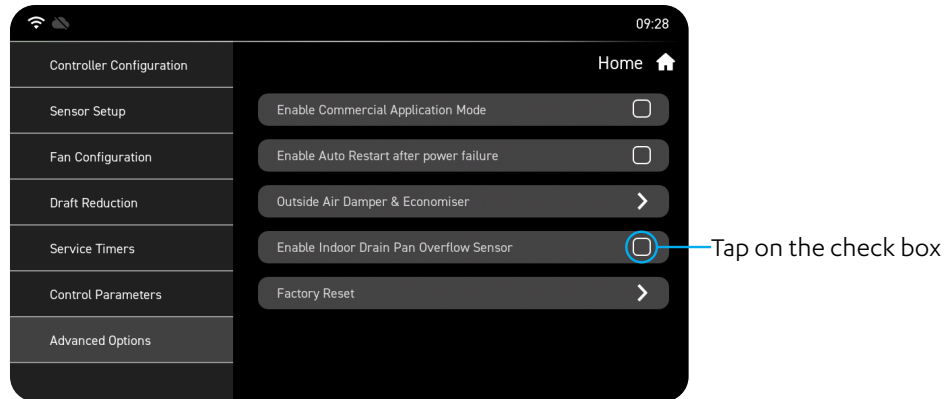 09:28
Home
Controller Configuration
Sensor Setup
Fan Configuration
Draft Reduction
Service Timers
Control Parameters
Advanced Options
Enable Commercial Application Mode
Enable Auto Restart after power failure
Outside Air Damper & Economiser
Enable Indoor Drain Pan Overflow Sensor
Factory Reset
Tap on the check box